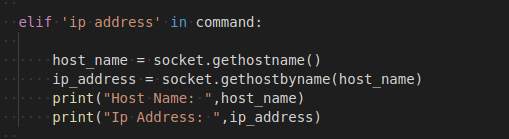 elif 'ip address' in command:
host_name = socket.gethostname()
ip_address = socket.gethostbyname(host_name)
print("Host Name: ",host_name)
print("Ip Address: ",ip_address)